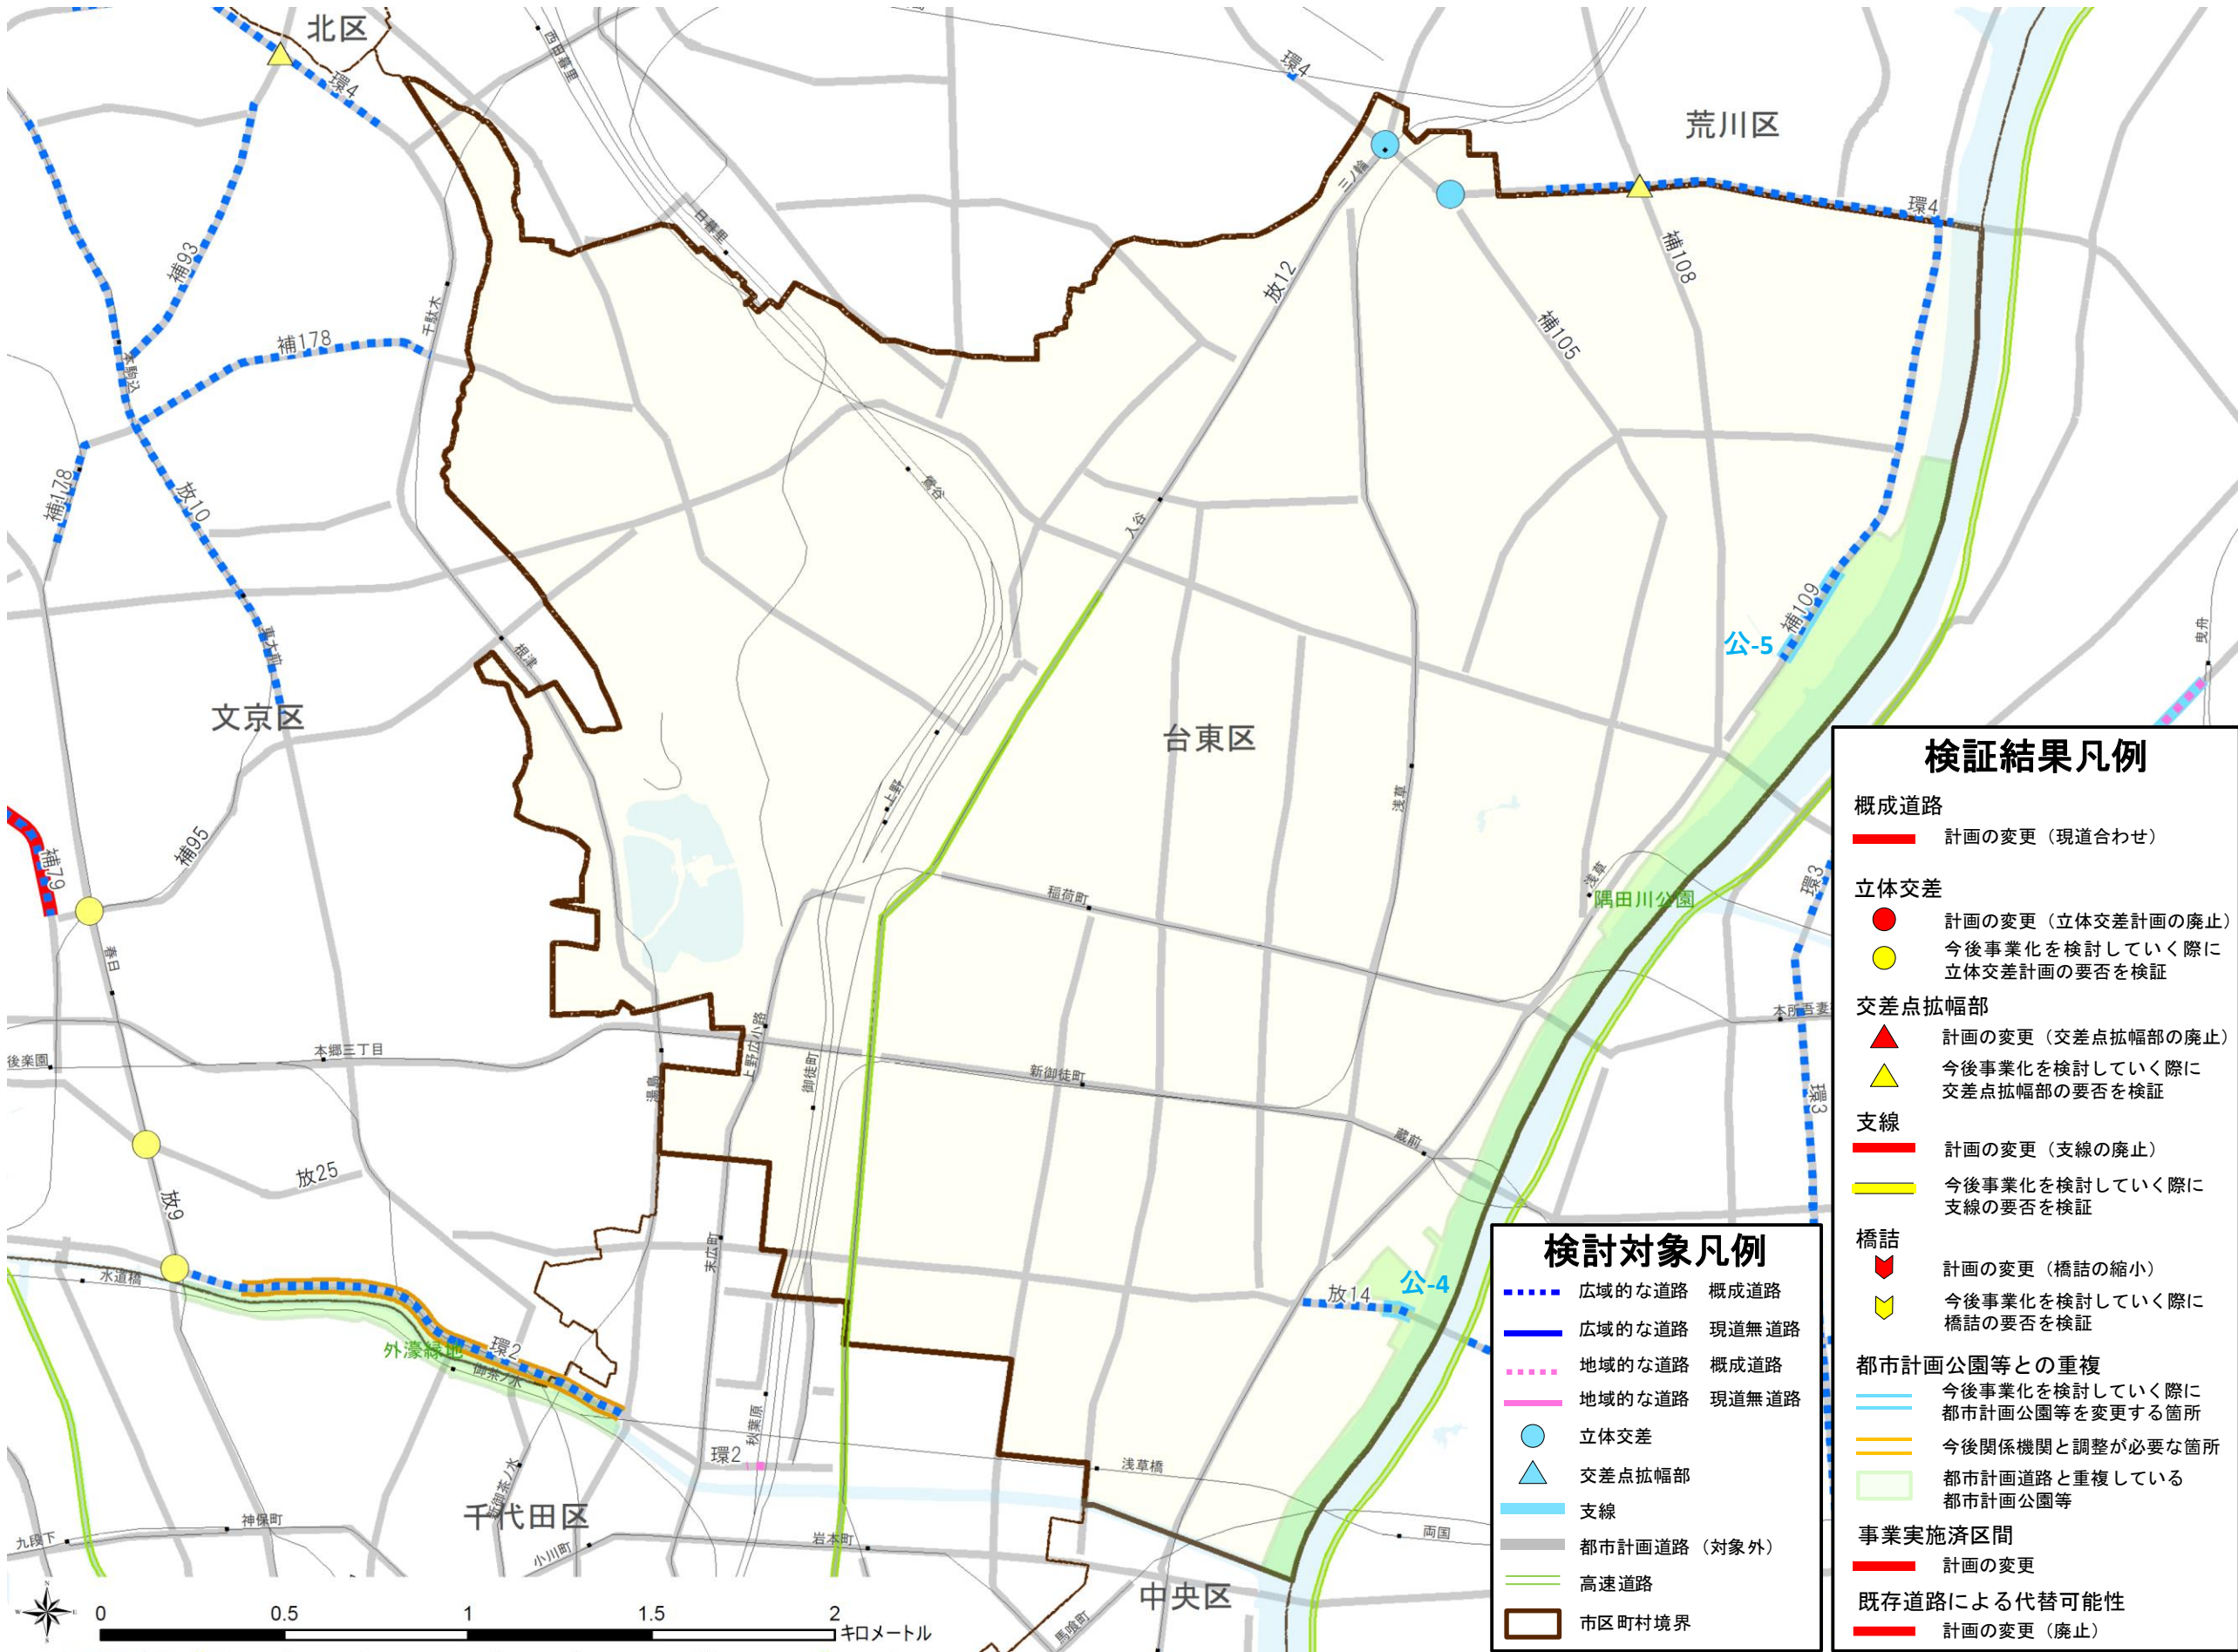 北区
西日暮里
環4
環4
荒川区
三ノ輪
日暮里
環4
補93
補108
放12
千駄木
補178
本駒込
補105
補178
放10
鶯谷
入谷
東大前
補109
公-5
根津
曳舟
文京区
台東区
上野
浅草
補95
補79
稲荷町
浅草
隅田川公園
環3
春日
本所吾妻
後楽園
本郷三丁目
上野広小路
御徒町
湯島
新御徒町
環3
蔵前
放25
放9
末広町
水道橋
公-4
放14
外濠緑地
環2
御茶ノ水
秋葉原
環2
浅草橋
新御茶ノ水
千代田区
神保町
九段下
小川町
岩本町
両国
中央区
馬喰町
N
W
E
S
0
0.5
1
1.5
2
キロメートル
検討対象凡例
広域的な道路 概成道路
広域的な道路 現道無道路
地域的な道路 概成道路
地域的な道路 現道無道路
立体交差
交差点拡幅部
支線
都市計画道路（対象外）
高速道路
市区町村境界
検証結果凡例
概成道路
計画の変更（現道合わせ）
立体交差
計画の変更（立体交差計画の廃止）
今後事業化を検討していく際に
立体交差計画の要否を検証
交差点拡幅部
計画の変更（交差点拡幅部の廃止）
今後事業化を検討していく際に
交差点拡幅部の要否を検証
支線
計画の変更（支線の廃止）
今後事業化を検討していく際に
支線の要否を検証
橋詰
計画の変更（橋詰の縮小）
今後事業化を検討していく際に
橋詰の要否を検証
都市計画公園等との重複
今後事業化を検討していく際に
都市計画公園等を変更する箇所
今後関係機関と調整が必要な箇所
都市計画道路と重複している
都市計画公園等
事業実施済区間
計画の変更
既存道路による代替可能性
計画の変更（廃止）